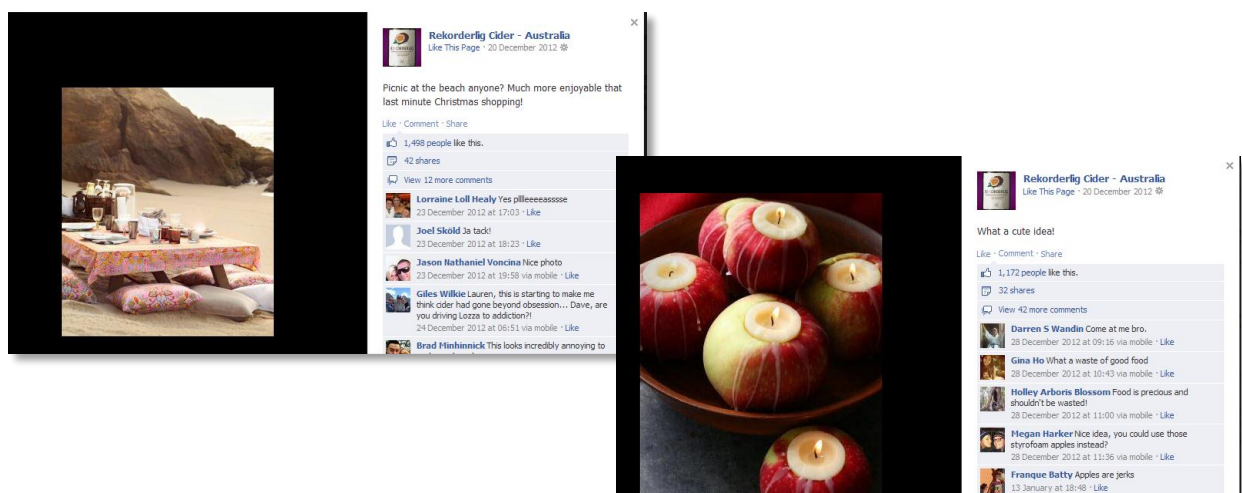 Rekorderlig Cider - Australia
Like This Page · 20 December 2012
Picnic at the beach anyone? Much more enjoyable that
last minute Christmas shopping!
Like · Comment · Share
1,498 people like this.
42 shares
View 12 more comments
Lorraine Loll Healy Yes pllleeeeasssse
23 December 2012 at 17:03 · Like
Joel Sköld Ja tack!
23 December 2012 at 18:23 · Like
Jason Nathaniel Voncina Nice photo
23 December 2012 at 19:58 via mobile · Like
Giles Wilkie Lauren, this is starting to make me
think cider had gone beyond obsession... Dave, are
you driving Lozza to addiction?!
24 December 2012 at 06:51 via mobile · Like
Brad Minhinnick This looks incredibly annoying to
Rekorderlig Cider - Australia
Like This Page · 20 December 2012
What a cute idea!
Like · Comment · Share
1,172 people like this.
32 shares
View 42 more comments
Darren S Wandin Come at me bro.
28 December 2012 at 09:16 via mobile · Like
Gina Ho What a waste of good food
28 December 2012 at 10:43 via mobile · Like
Holley Arboris Blossom Food is precious and
shouldn't be wasted!
28 December 2012 at 11:00 via mobile · Like
Megan Harker Nice idea, you could use those
styrofoam apples instead?
28 December 2012 at 11:36 via mobile · Like
Franque Batty Apples are jerks
13 January at 18:48 · Like